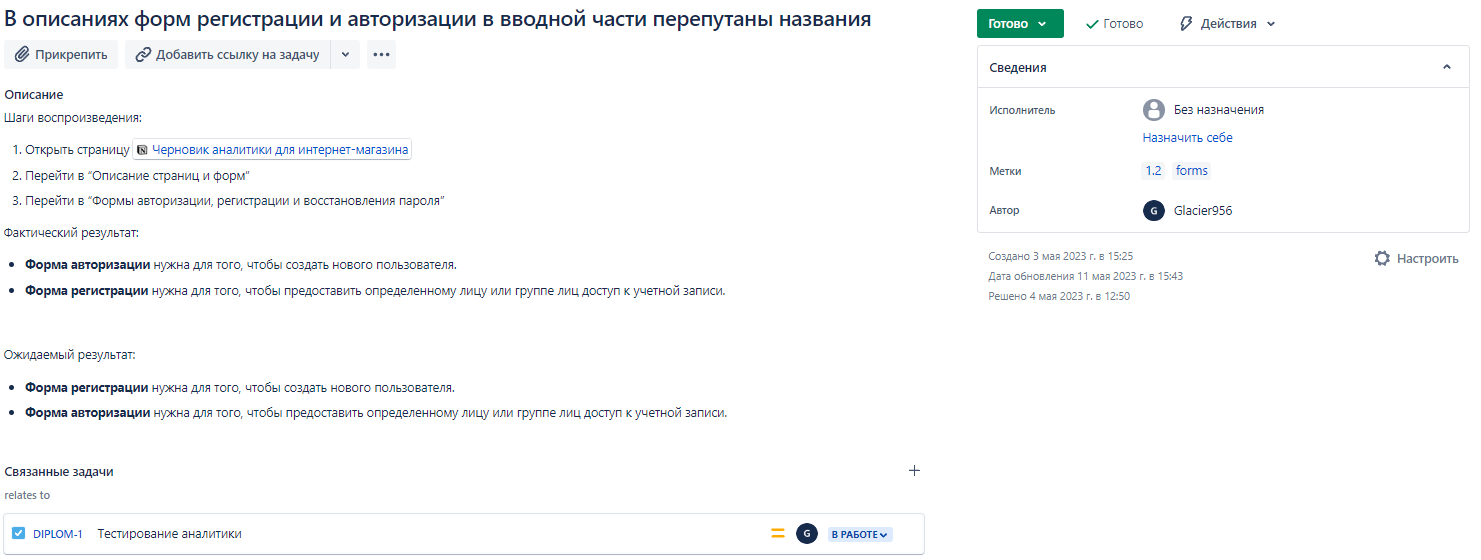 В описаниях форм регистрации и авторизации в вводной части перепутаны названия
Прикрепить
Добавить ссылку на задачу
Описание
Шаги воспроизведения:
1. Открыть страницу Черновик аналитики для интернет-магазина
2. Перейти в “Описание страниц и форм”
3. Перейти в “Формы авторизации, регистрации и восстановления пароля”
Фактический результат:
• Форма авторизации нужна для того, чтобы создать нового пользователя.
• Форма регистрации нужна для того, чтобы предоставить определенному лицу или группе лиц доступ к учетной записи.
Ожидаемый результат:
• Форма регистрации нужна для того, чтобы создать нового пользователя.
• Форма авторизации нужна для того, чтобы предоставить определенному лицу или группе лиц доступ к учетной записи.
Связанные задачи
relates to
DIPLOM-1 Тестирование аналитики G В РАБОТЕ
Готово
Готово
Действия
Сведения
Исполнитель Без назначения
Назначить себе
Метки 1.2 forms
Автор G Glacier956
Создано 3 мая 2023 г. в 15:25
Настроить
Дата обновления 11 мая 2023 г. в 15:43
Решено 4 мая 2023 г. в 12:50